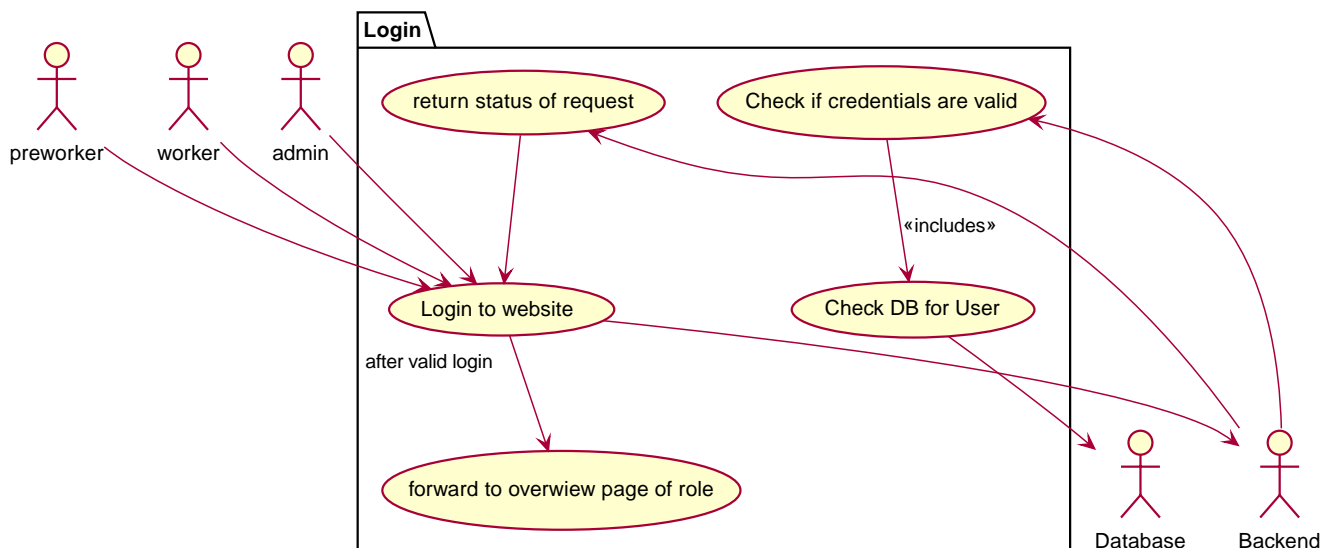 Login
return status of request
Check if credentials are valid
preworker
worker
admin
«includes»
Login to website
Check DB for User
after valid login
forward to overwiew page of role
Database
Backend